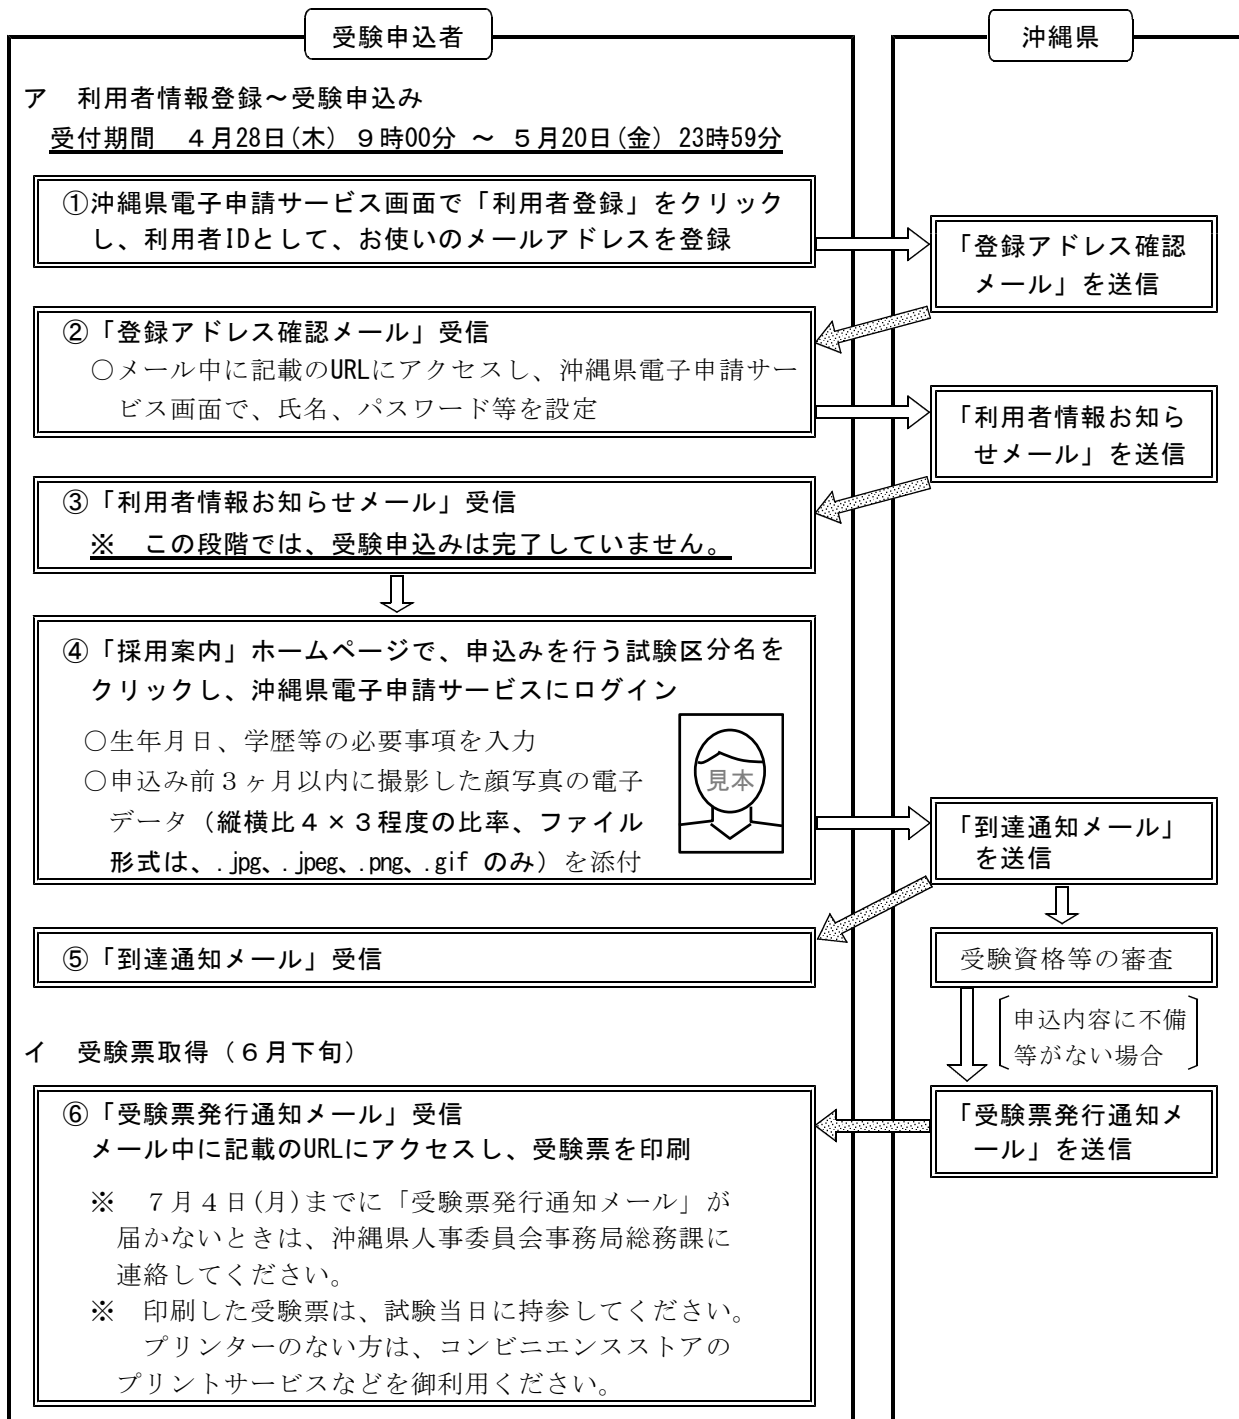 受験申込者
沖縄県
ア　利用者情報登録～受験申込み
受付期間　４月28日(木) ９時00分 ～ ５月20日(金) 23時59分
①沖縄県電子申請サービス画面で「利用者登録」をクリック
し、利用者IDとして、お使いのメールアドレスを登録
「登録アドレス確認
メール」を送信
②「登録アドレス確認メール」受信
○メール中に記載のURLにアクセスし、沖縄県電子申請サー
ビス画面で、氏名、パスワード等を設定
「利用者情報お知ら
せメール」を送信
③「利用者情報お知らせメール」受信
※　この段階では、受験申込みは完了していません。
④「採用案内」ホームページで、申込みを行う試験区分名を
クリックし、沖縄県電子申請サービスにログイン
○生年月日、学歴等の必要事項を入力
○申込み前３ヶ月以内に撮影した顔写真の電子
データ（縦横比４×３程度の比率、ファイル
形式は、.jpg、.jpeg、.png、.gif のみ）を添付
見本
「到達通知メール」
を送信
⑤「到達通知メール」受信
受験資格等の審査
申込内容に不備
等がない場合
イ　受験票取得（６月下旬）
⑥「受験票発行通知メール」受信
メール中に記載のURLにアクセスし、受験票を印刷
※　７月４日(月)までに「受験票発行通知メール」が
届かないときは、沖縄県人事委員会事務局総務課に
連絡してください。
※　印刷した受験票は、試験当日に持参してください。
プリンターのない方は、コンビニエンスストアの
プリントサービスなどを御利用ください。
「受験票発行通知メ
ール」を送信